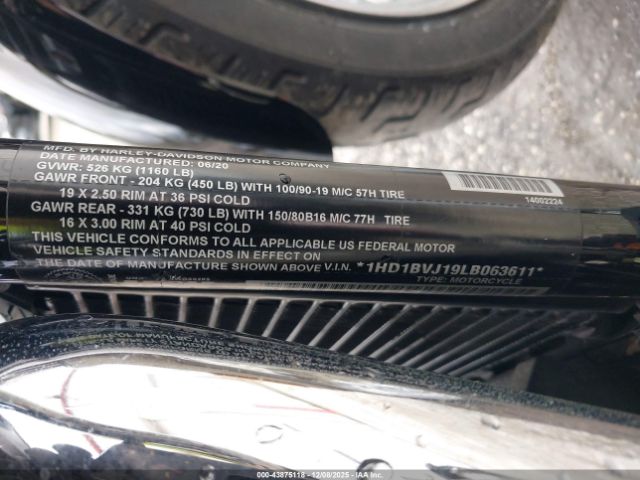 MFD. BY HARLEY-DAVIDSON MOTOR COMPANY
DATE MANUFACTURED: 06/20
GVWR: 526 KG (1160 LB)
GAWR FRONT - 204 KG (450 LB) WITH 100/90-19 M/C 57H TIRE
19 X 2.50 RIM AT 36 PSI COLD
GAWR REAR - 331 KG (730 LB) WITH 150/80B16 M/C 77H TIRE
16 X 3.00 RIM AT 40 PSI COLD
THIS VEHICLE CONFORMS TO ALL APPLICABLE US FEDERAL MOTOR
VEHICLE SAFETY STANDARDS IN EFFECT ON
THE DATE OF MANUFACTURE SHOWN ABOVE V.I.N. *1HD1BVJ19LB063611*
TYPE: MOTORCYCLE
14002224
000-43875118 - 12/08/2025 - IAA